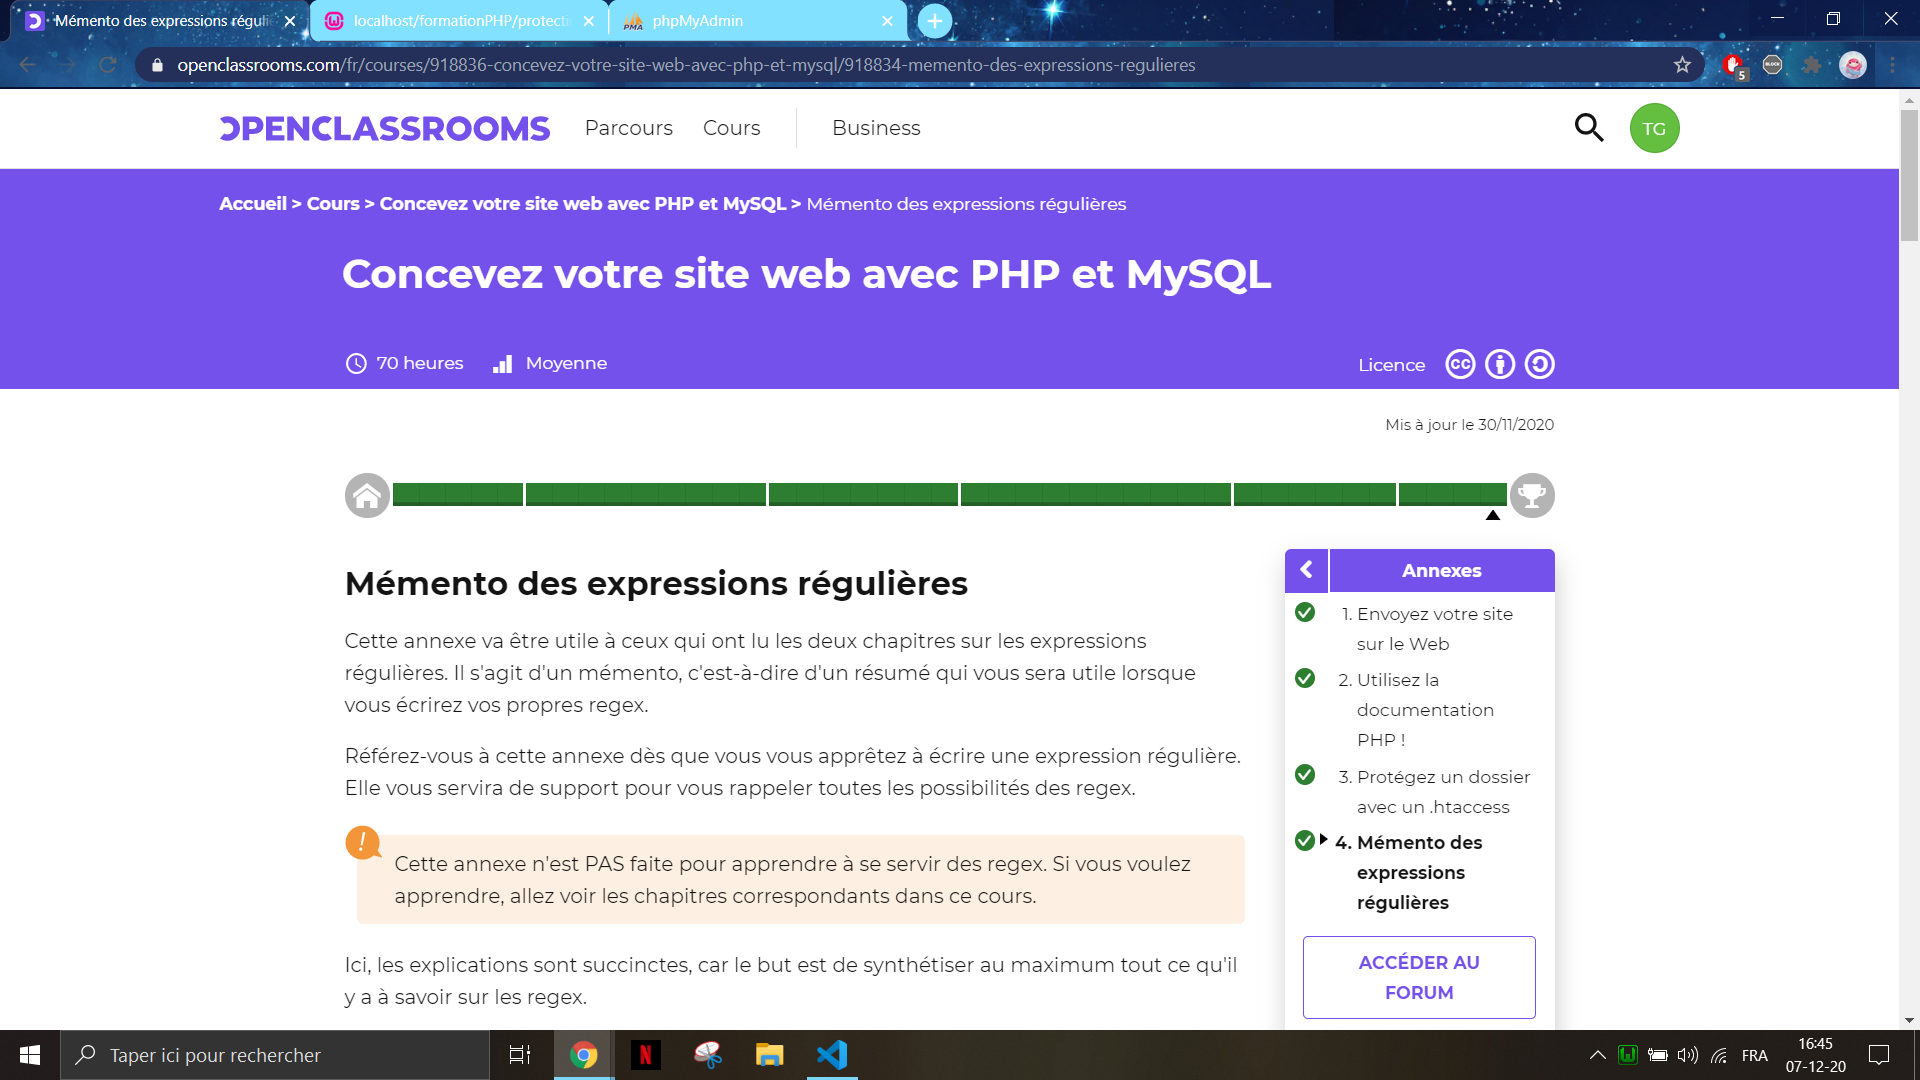 Mémento des expressions réguli
localhost/formationPHP/protecti
phpMyAdmin
openclassrooms.com/fr/courses/918836-concevez-votre-site-web-avec-php-et-mysql/918834-memento-des-expressions-regulieres
5
OPENCLASSROOMS
Parcours
Cours
Business
TG
Accueil > Cours > Concevez votre site web avec PHP et MySQL > Mémento des expressions régulières
Concevez votre site web avec PHP et MySQL
70 heures
Moyenne
Licence
cc
Mis à jour le 30/11/2020
Mémento des expressions régulières
Cette annexe va être utile à ceux qui ont lu les deux chapitres sur les expressions
régulières. Il s'agit d'un mémento, c'est-à-dire d'un résumé qui vous sera utile lorsque
vous écrirez vos propres regex.
Référez-vous à cette annexe dès que vous vous apprêtez à écrire une expression régulière.
Elle vous servira de support pour vous rappeler toutes les possibilités des regex.
!
Cette annexe n'est PAS faite pour apprendre à se servir des regex. Si vous voulez
apprendre, allez voir les chapitres correspondants dans ce cours.
Ici, les explications sont succinctes, car le but est de synthétiser au maximum tout ce qu'il
y a à savoir sur les regex.
Annexes
1. Envoyez votre site
sur le Web
2. Utilisez la
documentation
PHP !
3. Protégez un dossier
avec un .htaccess
4. Mémento des
expressions
régulières
ACCÉDER AU
FORUM
Taper ici pour rechercher
N
FRA
16:45
07-12-20